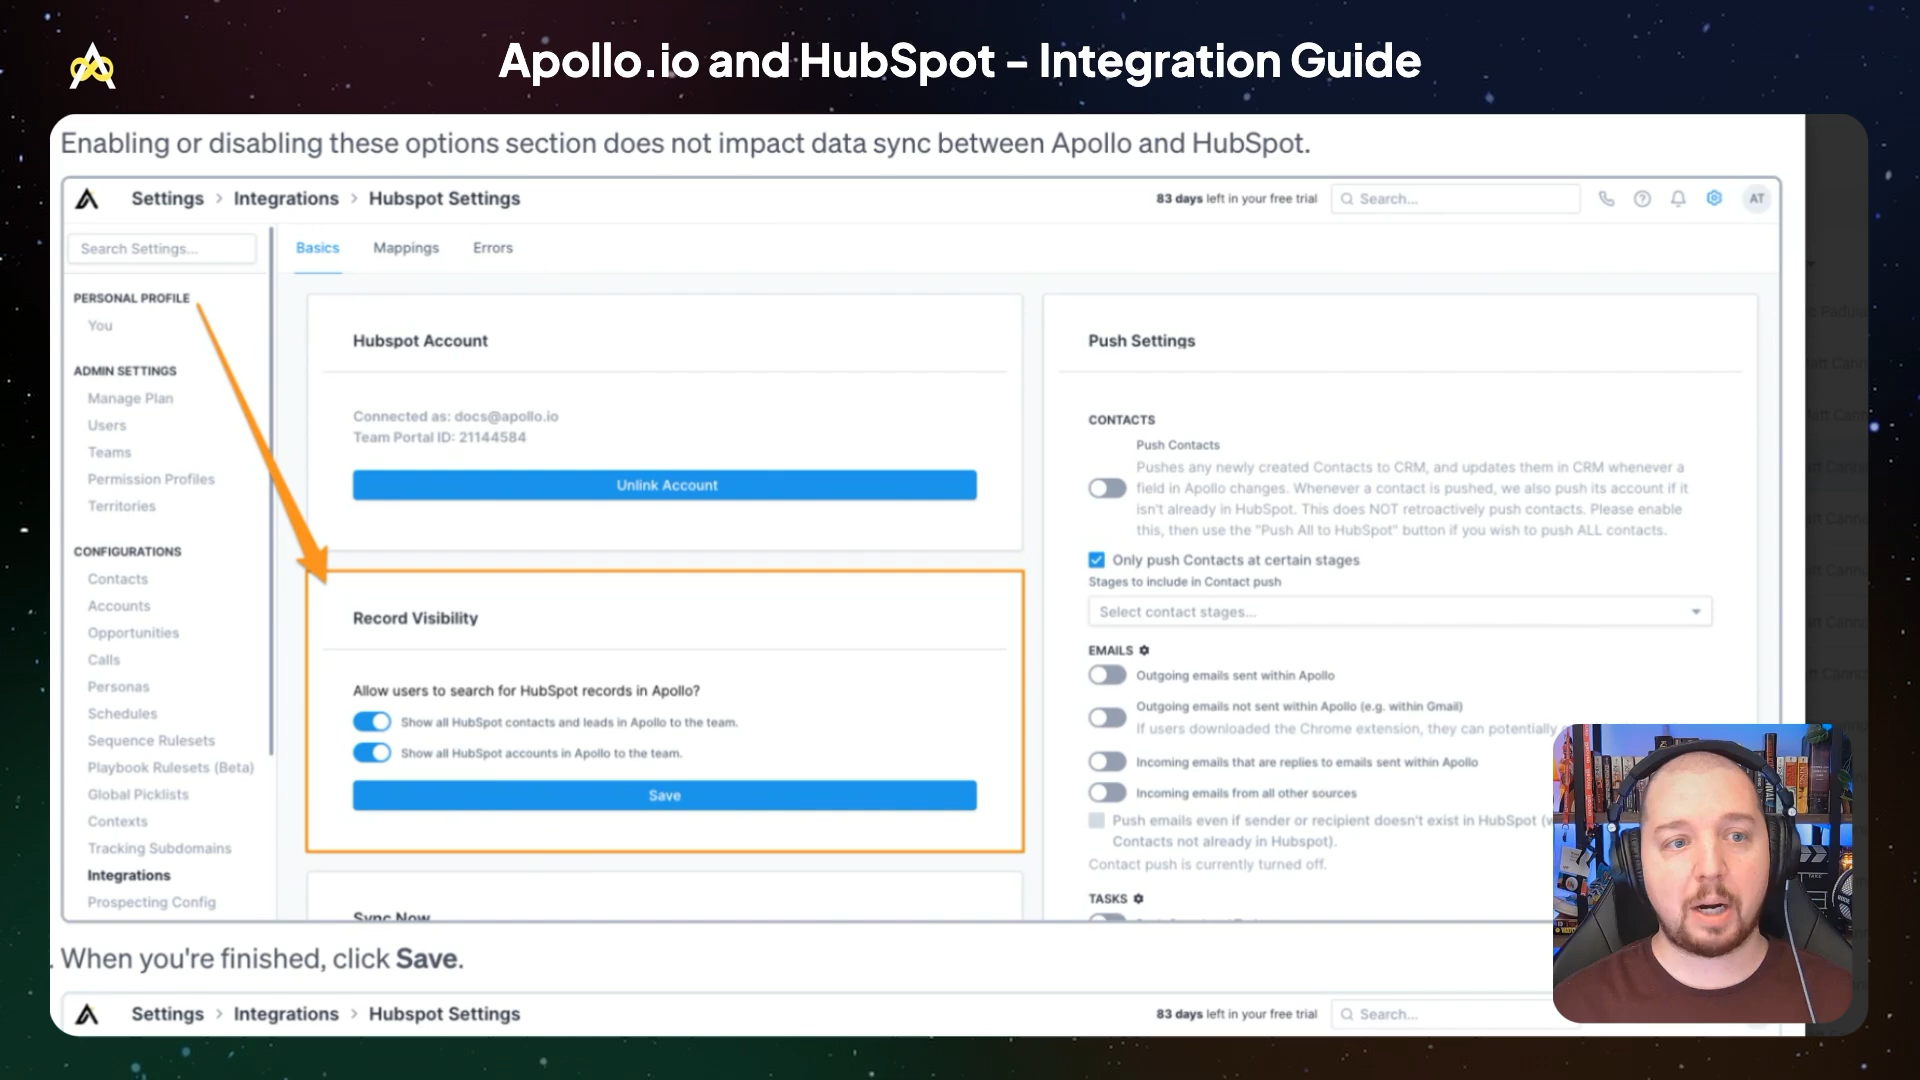 Apollo.io and HubSpot – Integration Guide
Enabling or disabling these options section does not impact data sync between Apollo and HubSpot.
Settings > Integrations > Hubspot Settings
83 days left in your free trial
Search...
AT
Search Settings...
Basics
Mappings
Errors
PERSONAL PROFILE
You
ADMIN SETTINGS
Manage Plan
Users
Teams
Permission Profiles
Territories
CONFIGURATIONS
Contacts
Accounts
Opportunities
Calls
Personas
Schedules
Sequence Rulesets
Playbook Rulesets (Beta)
Global Picklists
Contexts
Tracking Subdomains
Integrations
Prospecting Config
Hubspot Account
Connected as: docs@apollo.io
Team Portal ID: 21144584
Unlink Account
Record Visibility
Allow users to search for HubSpot records in Apollo?
Show all HubSpot contacts and leads in Apollo to the team.
Show all HubSpot accounts in Apollo to the team.
Save
Sync Now
Push Settings
CONTACTS
Push Contacts
Pushes any newly created Contacts to CRM, and updates them in CRM whenever a
field in Apollo changes. Whenever a contact is pushed, we also push its account if it
isn't already in HubSpot. This does NOT retroactively push contacts. Please enable
this, then use the "Push All to HubSpot" button if you wish to push ALL contacts.
Only push Contacts at certain stages
Stages to include in Contact push
Select contact stages...
EMAILS
Outgoing emails sent within Apollo
Outgoing emails not sent within Apollo (e.g. within Gmail)
If users downloaded the Chrome extension, they can potentially
Incoming emails that are replies to emails sent within Apollo
Incoming emails from all other sources
Push emails even if sender or recipient doesn't exist in HubSpot (w
Contacts not already in Hubspot).
Contact push is currently turned off.
TASKS
. When you're finished, click Save.
Settings > Integrations > Hubspot Settings
83 days left in your free trial
Search...